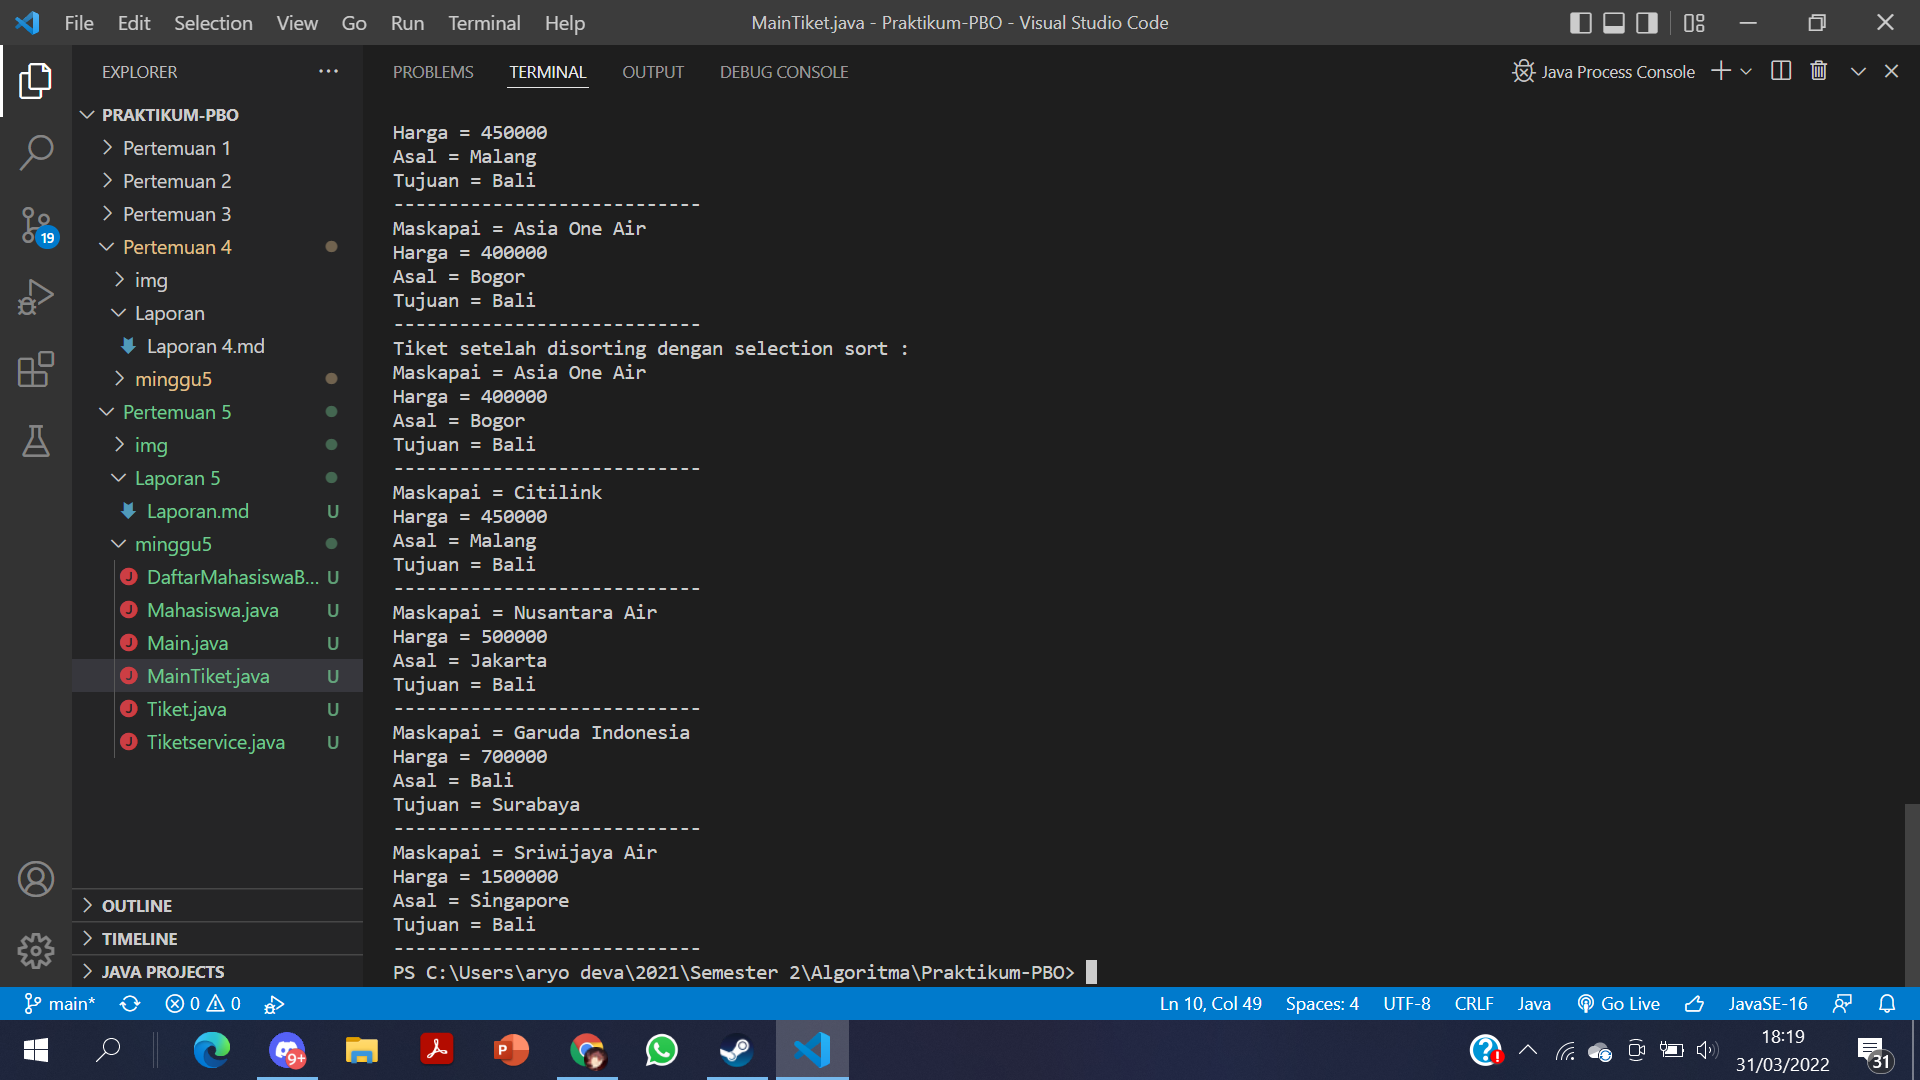 File Edit Selection View Go Run Terminal Help
MainTiket.java - Praktikum-PBO - Visual Studio Code
EXPLORER
PRAKTIKUM-PBO
Pertemuan 1
Pertemuan 2
Pertemuan 3
Pertemuan 4
img
Laporan
Laporan 4.md
minggu5
Pertemuan 5
img
Laporan 5
Laporan.md U
minggu5
DaftarMahasiswaB... U
Mahasiswa.java U
Main.java U
MainTiket.java U
Tiket.java U
Tiketservice.java U
OUTLINE
TIMELINE
JAVA PROJECTS
19
PROBLEMS TERMINAL OUTPUT DEBUG CONSOLE
Java Process Console
Harga = 450000
Asal = Malang
Tujuan = Bali
----------------------------
Maskapai = Asia One Air
Harga = 400000
Asal = Bogor
Tujuan = Bali
----------------------------
Tiket setelah disorting dengan selection sort :
Maskapai = Asia One Air
Harga = 400000
Asal = Bogor
Tujuan = Bali
----------------------------
Maskapai = Citilink
Harga = 450000
Asal = Malang
Tujuan = Bali
----------------------------
Maskapai = Nusantara Air
Harga = 500000
Asal = Jakarta
Tujuan = Bali
----------------------------
Maskapai = Garuda Indonesia
Harga = 700000
Asal = Bali
Tujuan = Surabaya
----------------------------
Maskapai = Sriwijaya Air
Harga = 1500000
Asal = Singapore
Tujuan = Bali
----------------------------
PS C:\Users\aryo deva\2021\Semester 2\Algoritma\Praktikum-PBO>
main* 0 0
Ln 10, Col 49 Spaces: 4 UTF-8 CRLF Java Go Live JavaSE-16
9+
18:19
31/03/2022
31